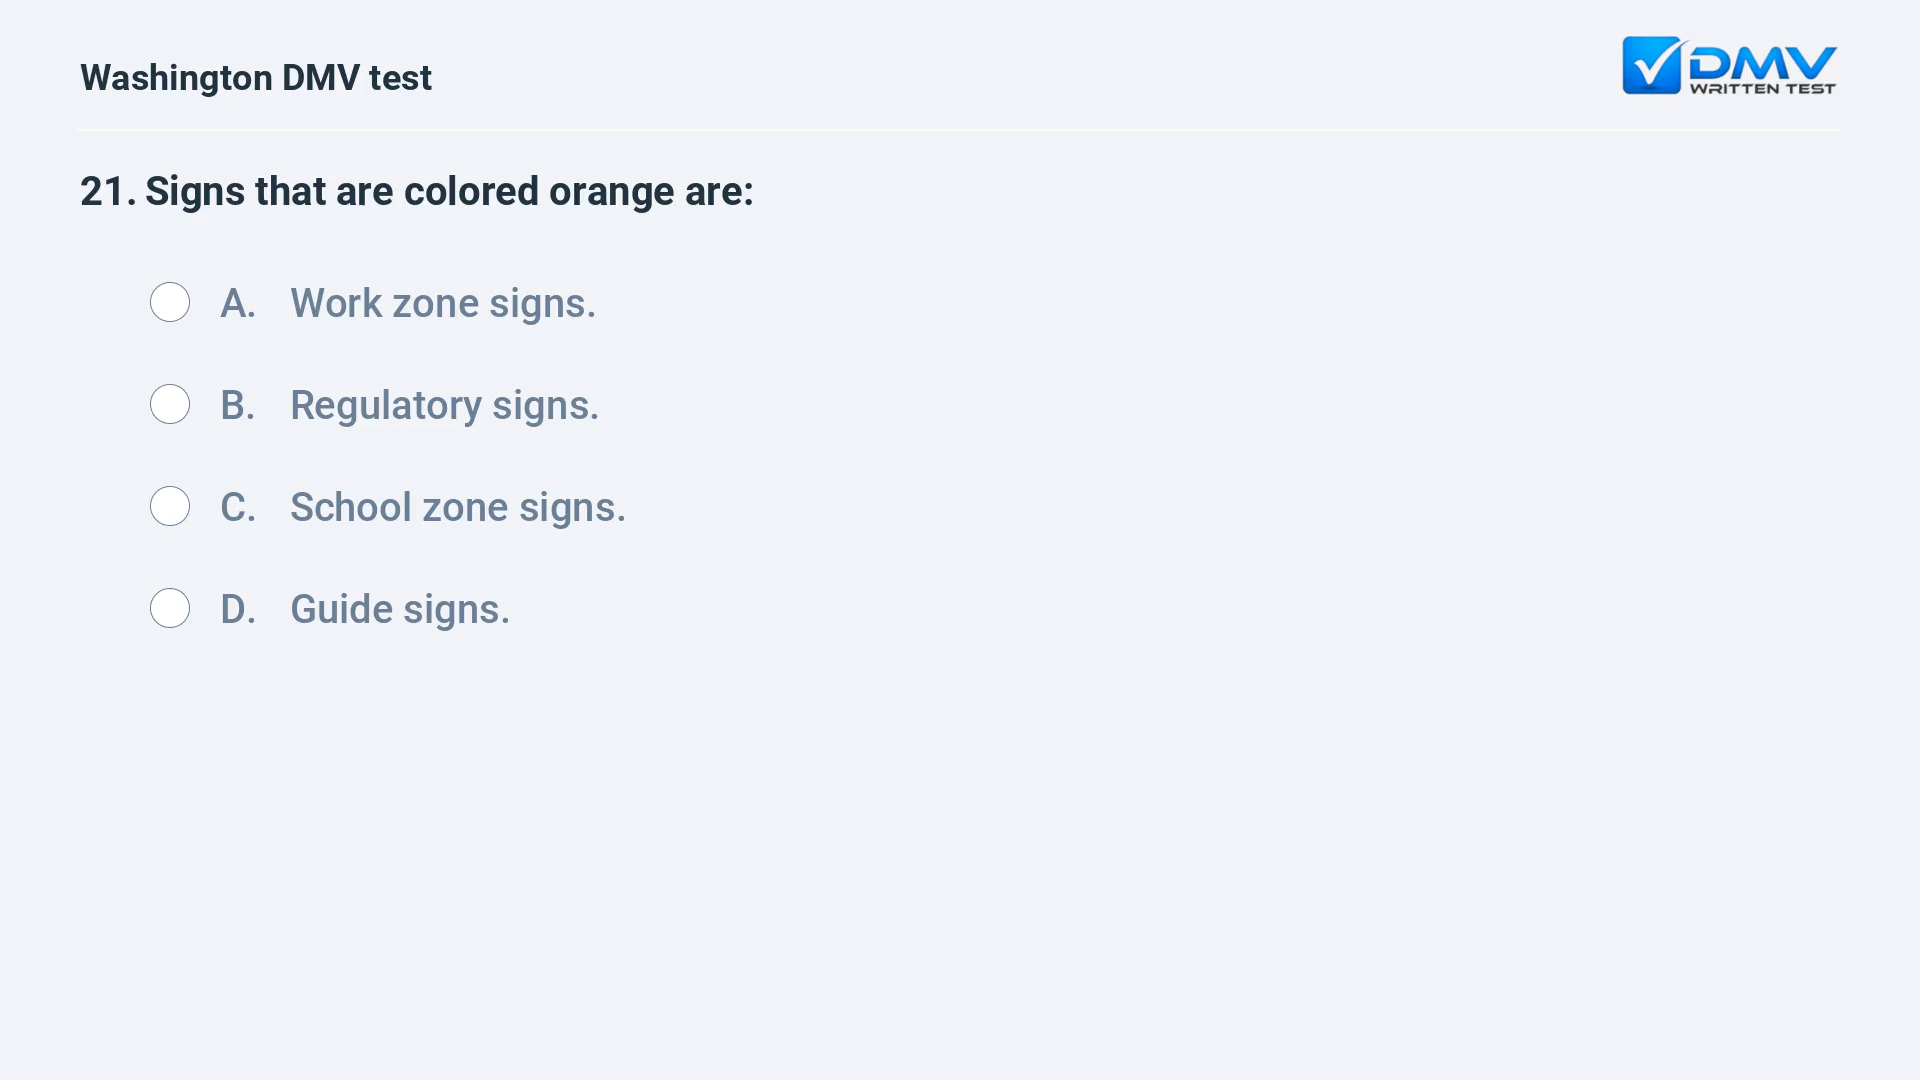 Washington DMV test
DMV
WRITTEN TEST
21. Signs that are colored orange are:
A. Work zone signs.
B. Regulatory signs.
C. School zone signs.
D. Guide signs.